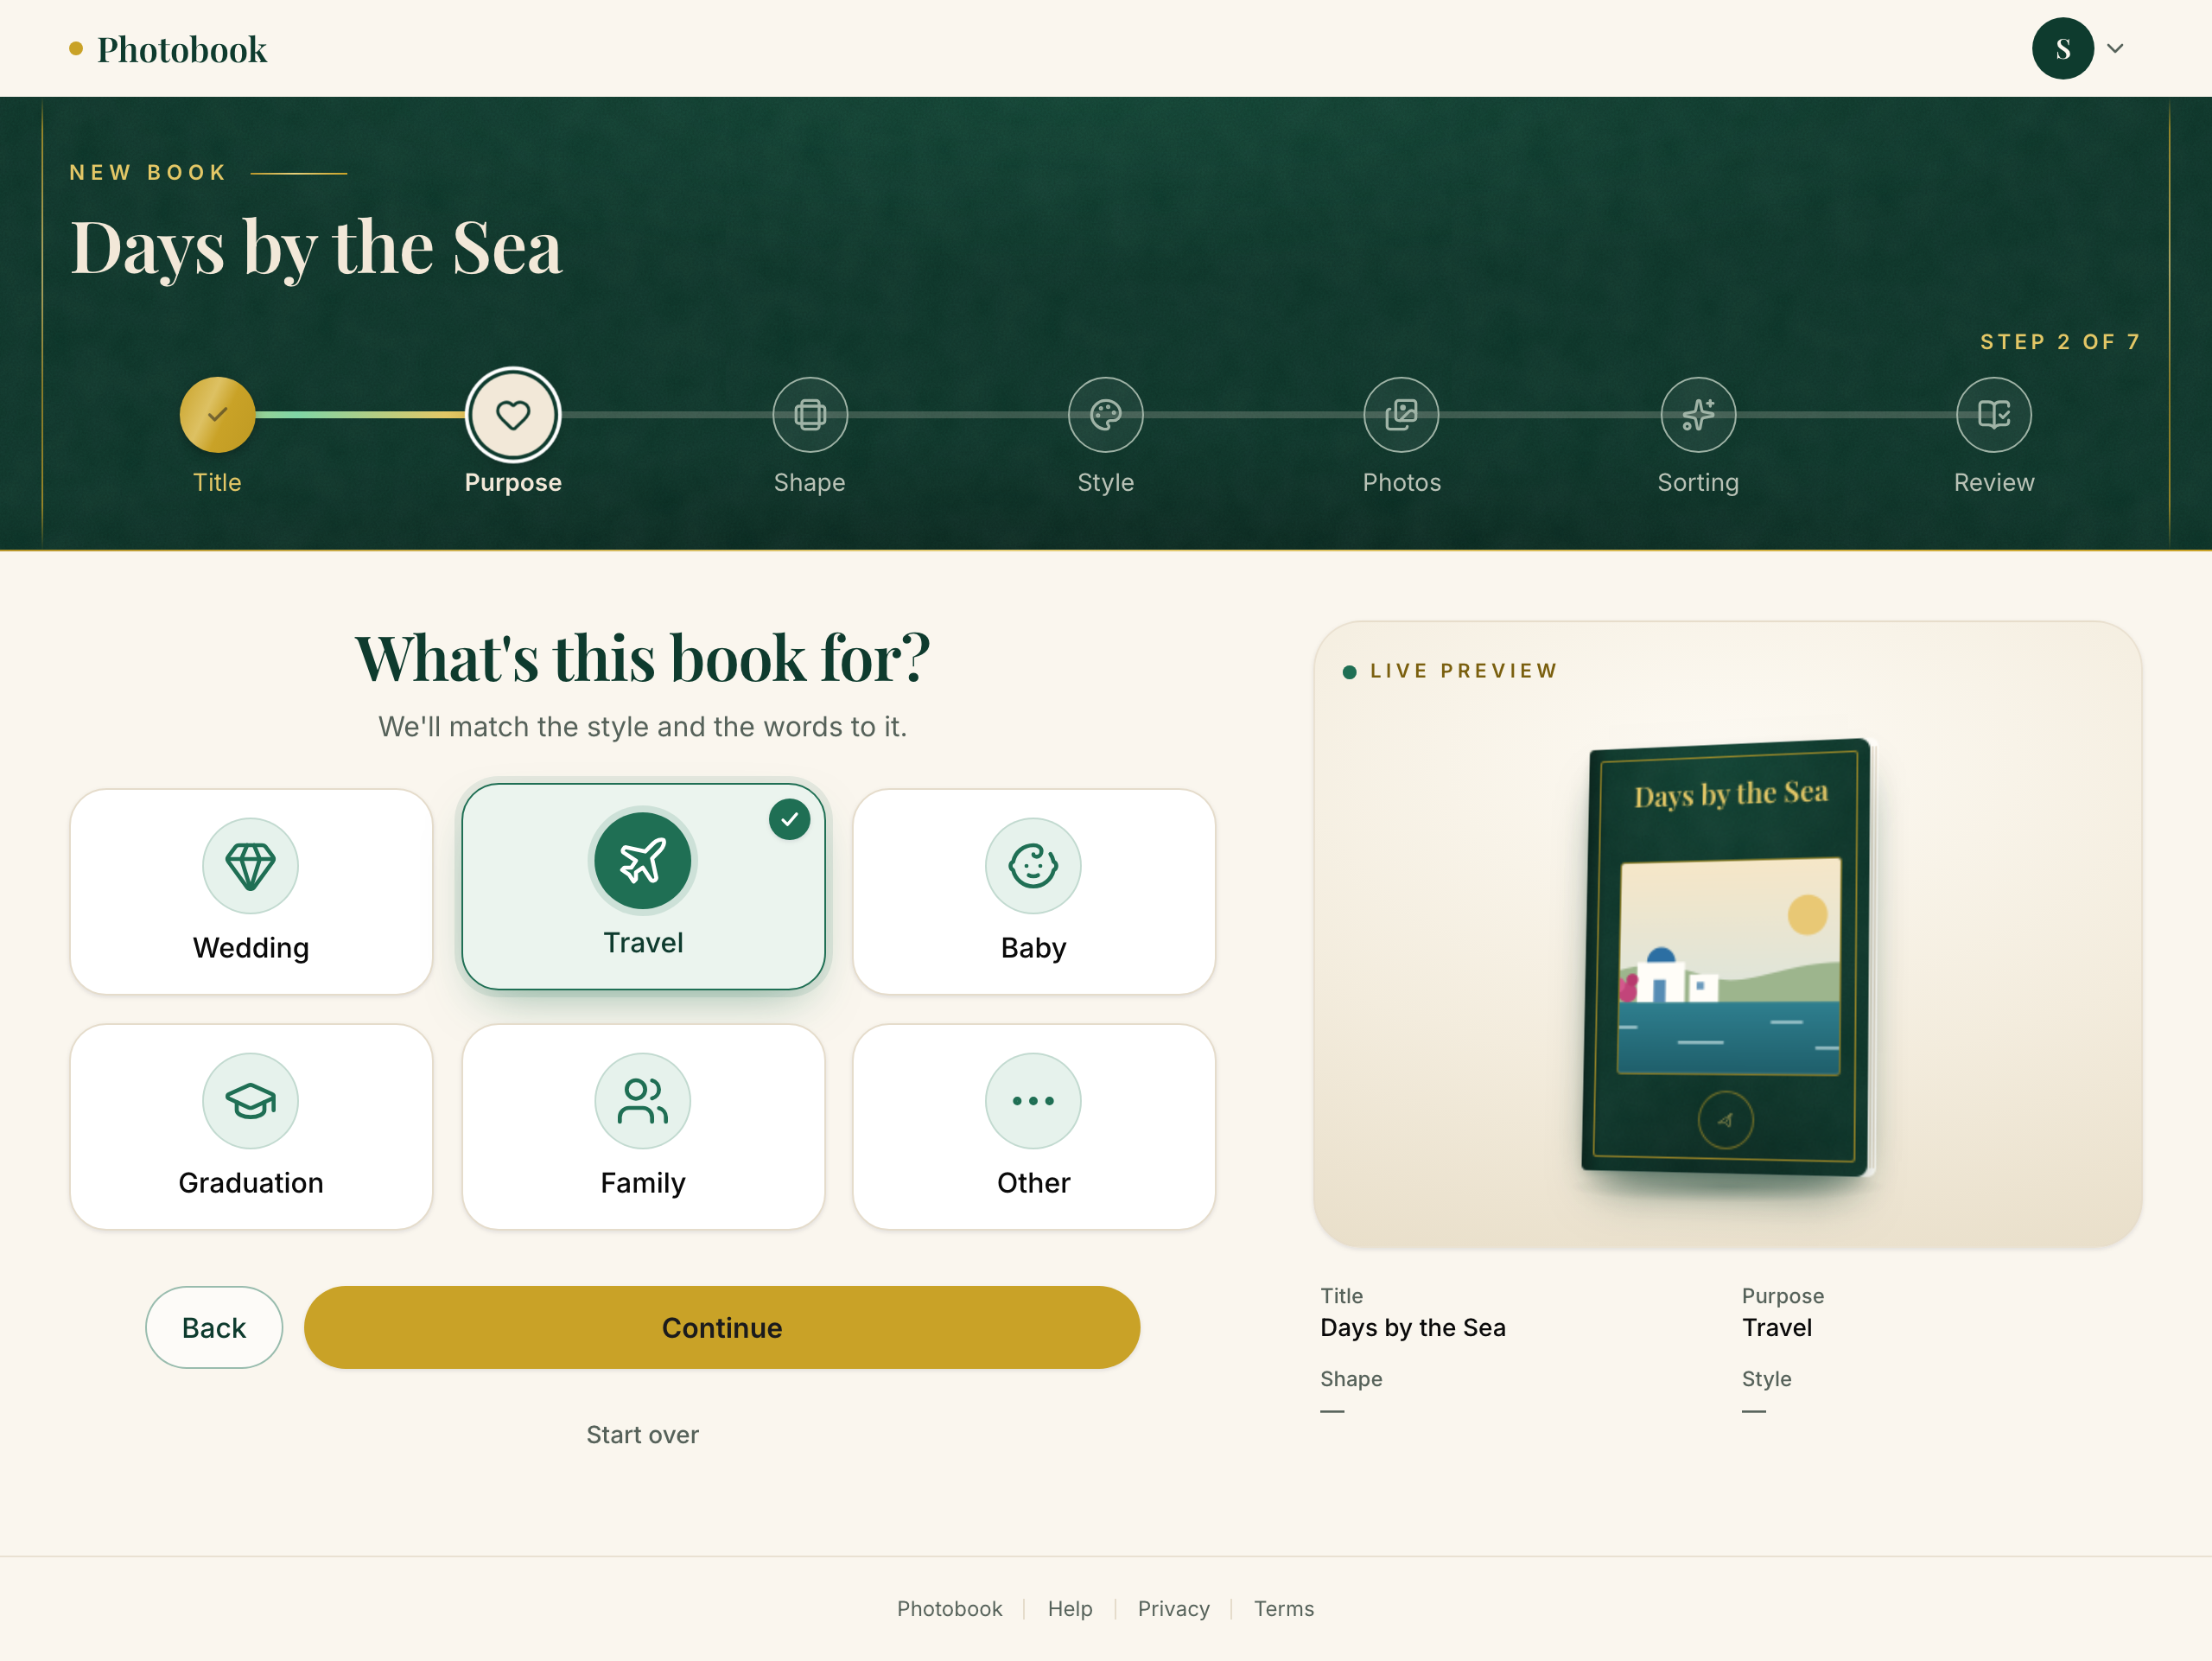 Photobook
S
NEW BOOK
Days by the Sea
STEP 2 OF 7
Title
Purpose
Shape
Style
Photos
Sorting
Review
What's this book for?
We'll match the style and the words to it.
Wedding
Travel
Baby
Graduation
Family
Other
Back
Continue
Start over
LIVE PREVIEW
Days by the Sea
Title
Days by the Sea
Purpose
Travel
Shape
—
Style
—
Photobook
Help
Privacy
Terms